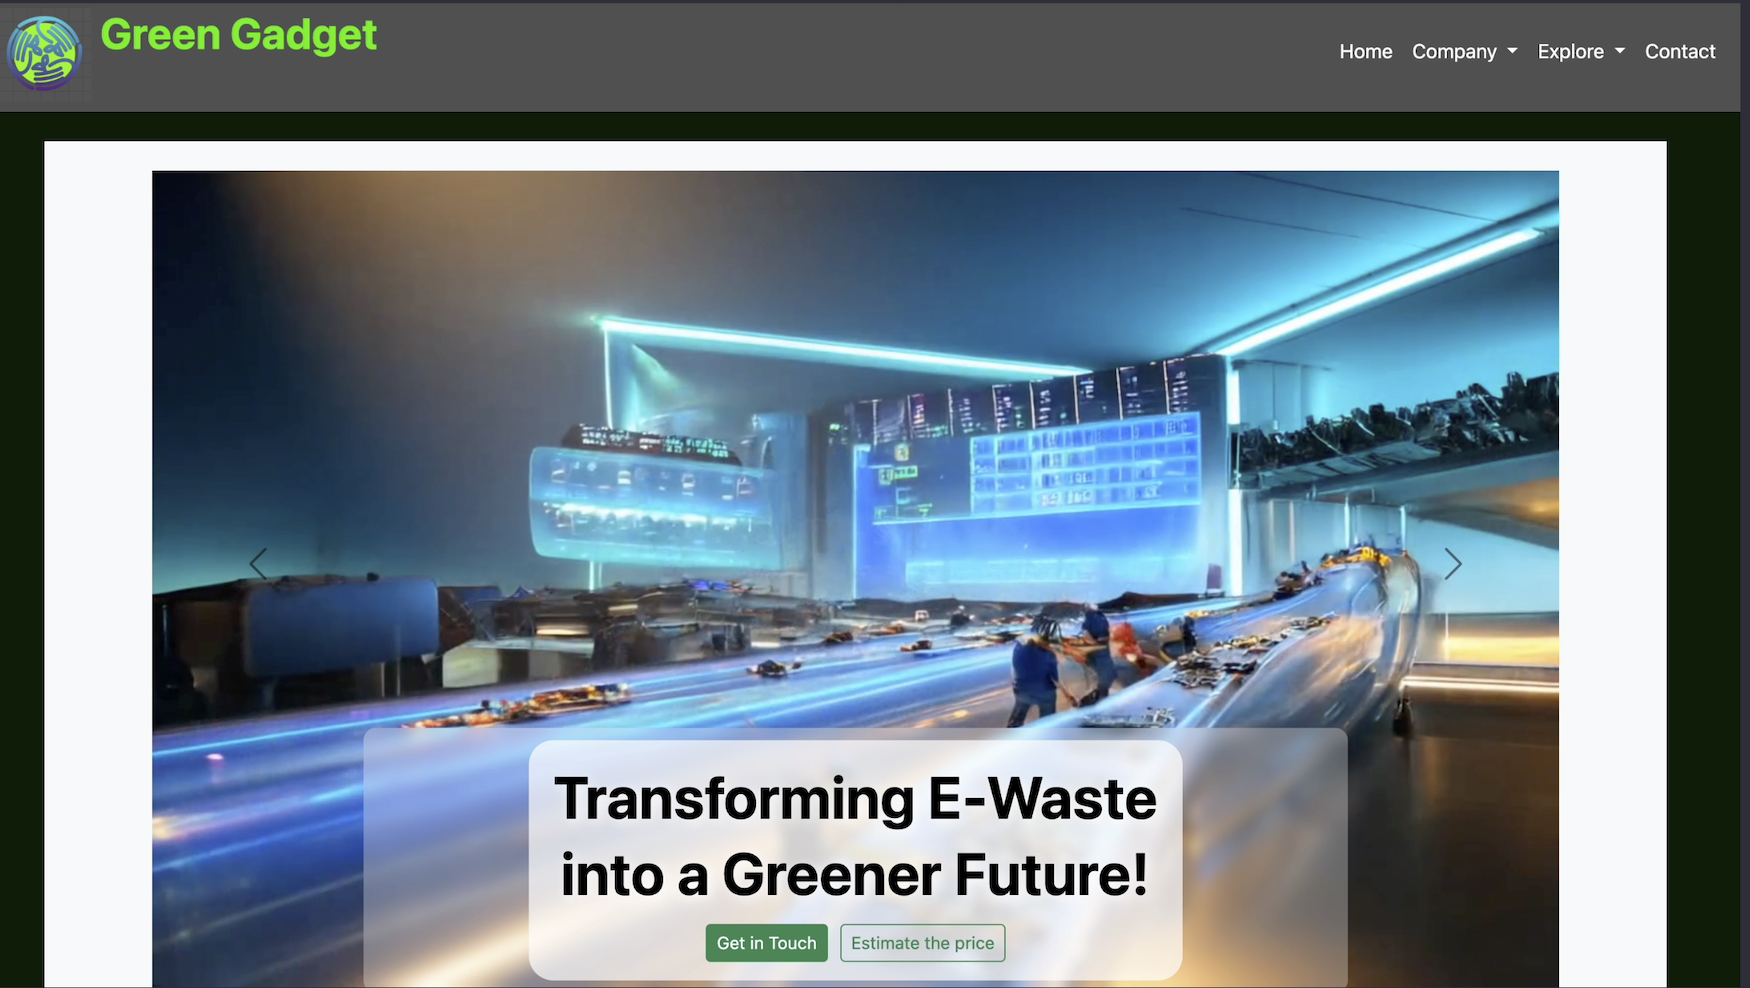 Green Gadget
Home Company Explore Contact
Transforming E-Waste
into a Greener Future!
Get in Touch Estimate the price